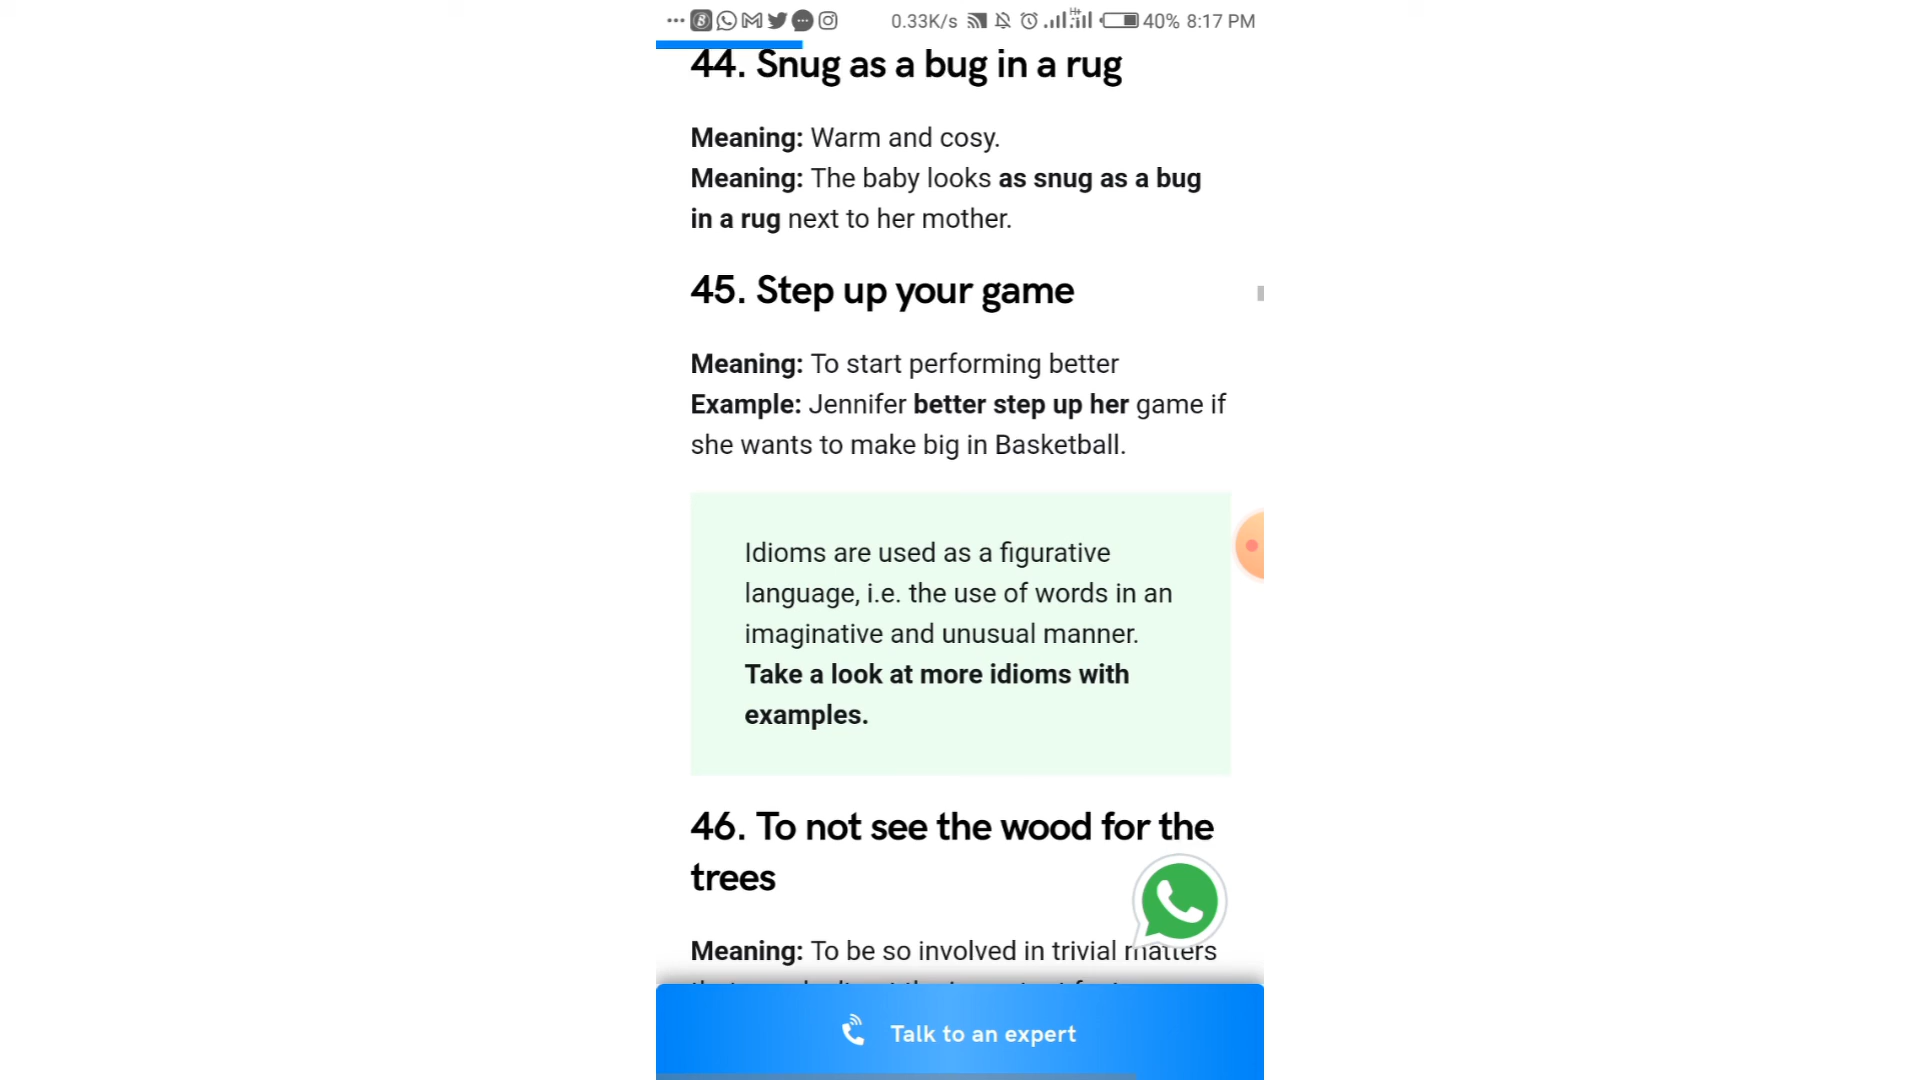 0.33K/s 40% 8:17 PM
44. Snug as a bug in a rug
Meaning: Warm and cosy.
Meaning: The baby looks as snug as a bug
in a rug next to her mother.
45. Step up your game
Meaning: To start performing better
Example: Jennifer better step up her game if
she wants to make big in Basketball.
Idioms are used as a figurative
language, i.e. the use of words in an
imaginative and unusual manner.
Take a look at more idioms with
examples.
46. To not see the wood for the
trees
Meaning: To be so involved in trivial matters
Talk to an expert